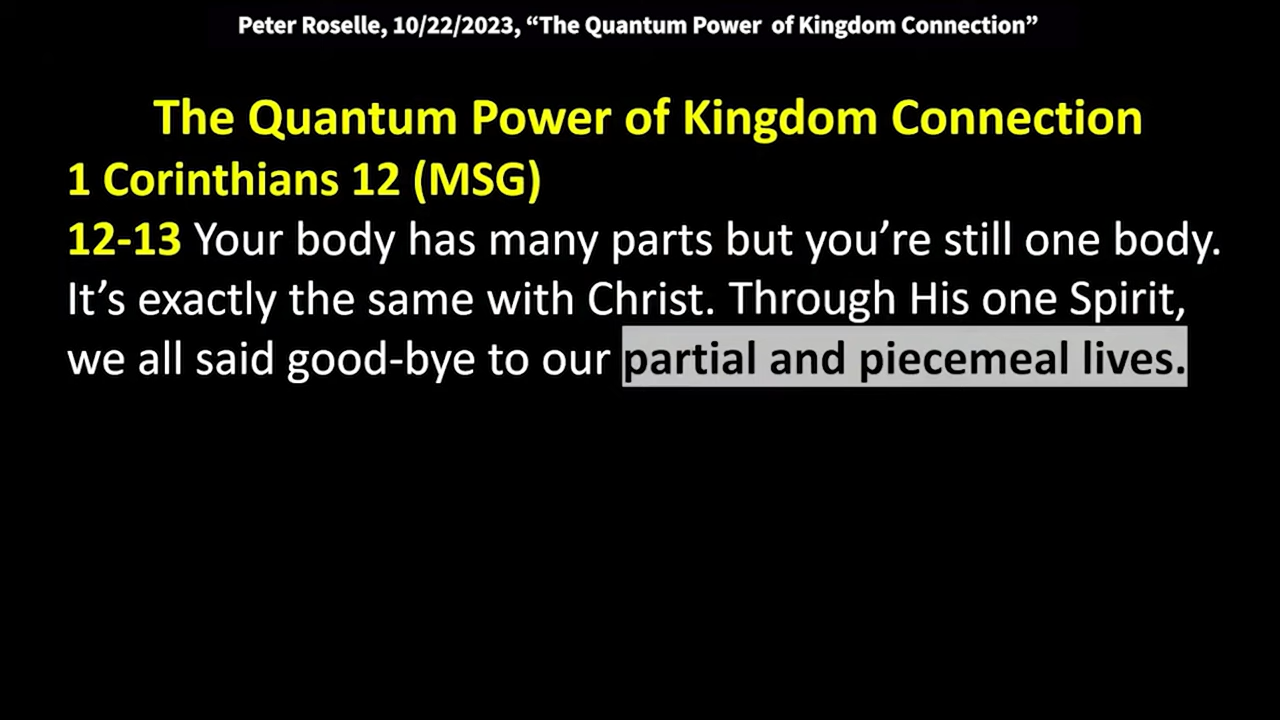 Peter Roselle, 10/22/2023, “The Quantum Power of Kingdom Connection”
The Quantum Power of Kingdom Connection
1 Corinthians 12 (MSG)
12-13 Your body has many parts but you’re still one body.
It’s exactly the same with Christ. Through His one Spirit,
we all said good-bye to our partial and piecemeal lives.